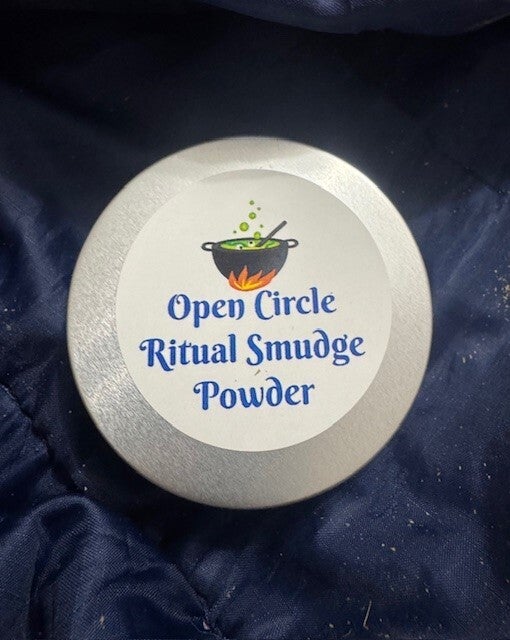 Open Circle
Ritual Smudge
Powder